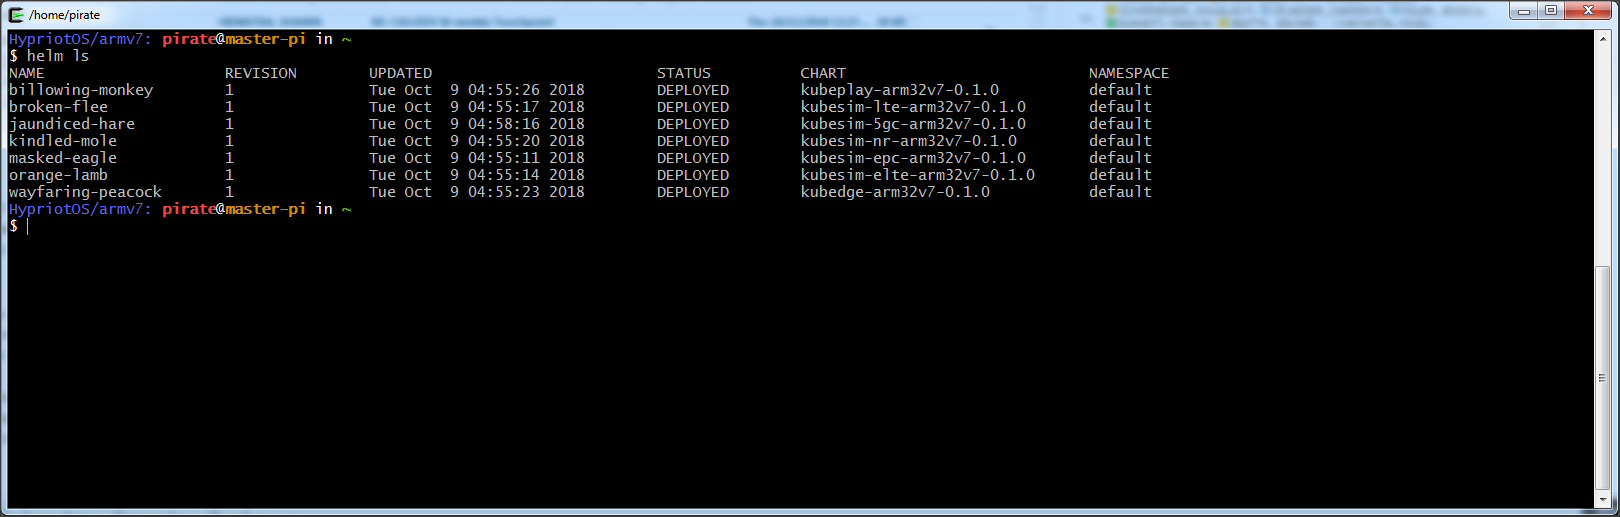 /home/pirate
HypriotOS/armv7: pirate@master-pi in ~
$ helm ls
NAME REVISION UPDATED STATUS CHART NAMESPACE
billowing-monkey 1 Tue Oct  9 04:55:26 2018 DEPLOYED kubeplay-arm32v7-0.1.0 default
broken-flee 1 Tue Oct  9 04:55:17 2018 DEPLOYED kubesim-lte-arm32v7-0.1.0 default
jaundiced-hare 1 Tue Oct  9 04:58:16 2018 DEPLOYED kubesim-5gc-arm32v7-0.1.0 default
kindled-mole 1 Tue Oct  9 04:55:20 2018 DEPLOYED kubesim-nr-arm32v7-0.1.0 default
masked-eagle 1 Tue Oct  9 04:55:11 2018 DEPLOYED kubesim-epc-arm32v7-0.1.0 default
orange-lamb 1 Tue Oct  9 04:55:14 2018 DEPLOYED kubesim-elte-arm32v7-0.1.0 default
wayfaring-peacock 1 Tue Oct  9 04:55:23 2018 DEPLOYED kubedge-arm32v7-0.1.0 default
HypriotOS/armv7: pirate@master-pi in ~
$